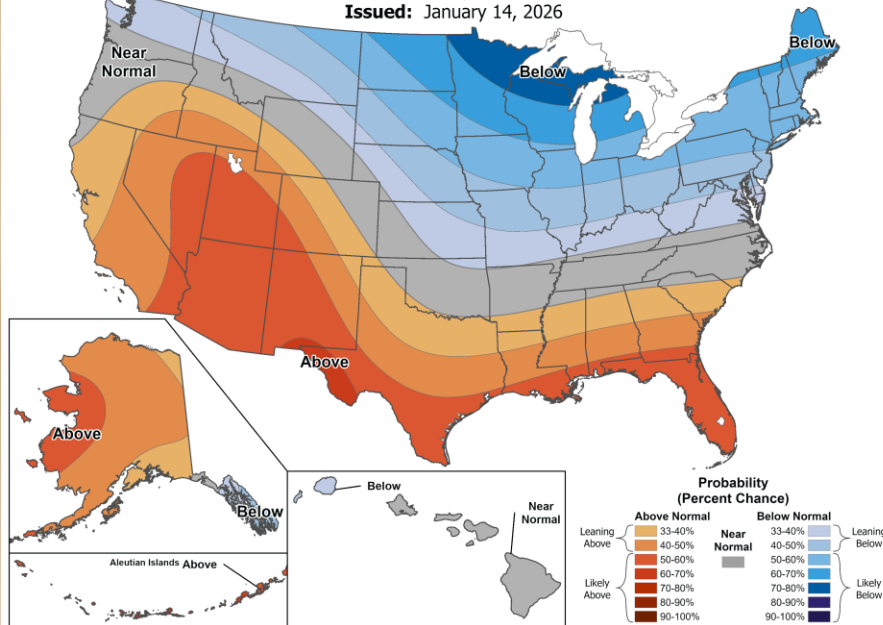 Issued: January 14, 2026
Near
Normal
Below
Below
Above
Above
Below
Aleutian Islands Above
Below
Near
Normal
Probability
(Percent Chance)
Above Normal
Below Normal
Leaning
Above
33-40%
40-50%
50-60%
60-70%
70-80%
80-90%
90-100%
Likely
Above
Near
Normal
33-40%
40-50%
50-60%
60-70%
70-80%
80-90%
90-100%
Leaning
Below
Likely
Below